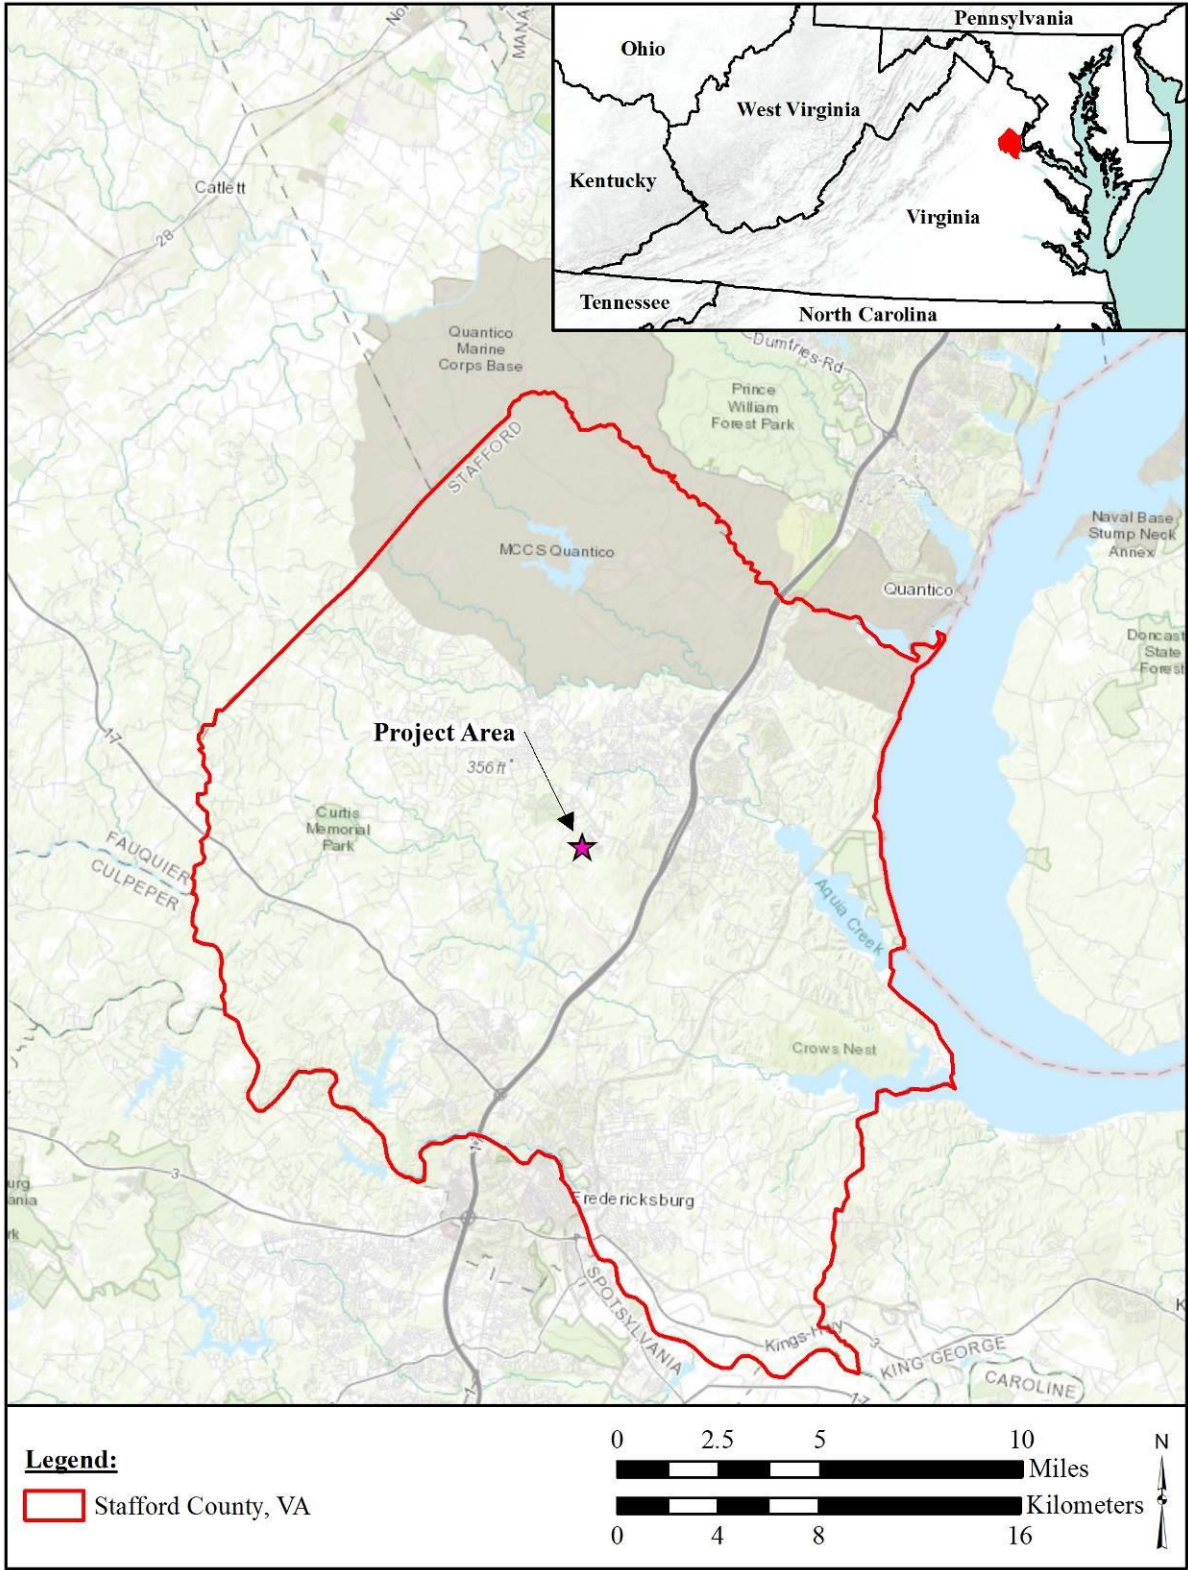 Pennsylvania
Ohio
West Virginia
Kentucky
Virginia
Tennessee
North Carolina
MANA
Catlett
28
Quantico
Marine
Corps Base
Dumfries-Rd
Prince
William
Forest Park
STAFFORD
MCCS Quantico
Naval Base
Stump Neck
Annex
Quantico
Doncast
State
Forest
Project Area
356 ft
17
Curtis
Memorial
Park
FAUQUIER
CULPEPER
Aquia Creek
Crows Nest
3
Fredericksburg
SPOTSYLVANIA
Kings-Hwy
3
KING GEORGE
CAROLINE
17
Legend:
Stafford County, VA
0 2.5 5 10
Miles
Kilometers
0 4 8 16
N